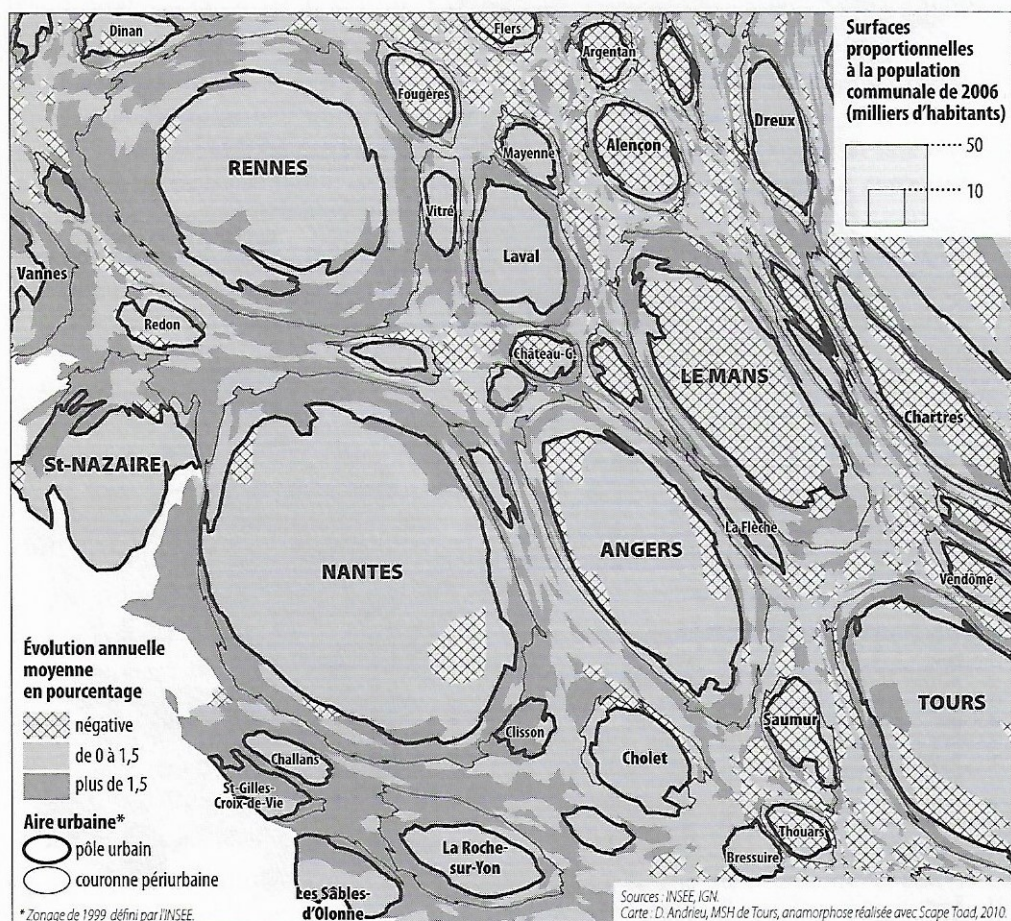 Dinan
Flers
Argentan
Fougères
Dreux
RENNES
Mayenne
Alençon
Vitré
Laval
Vannes
Redon
Château-G.
LE MANS
Chartres
St-NAZAIRE
La Flèche
ANGERS
NANTES
Vendôme
TOURS
Saumur
Clisson
Cholet
Challans
St-Gilles-
Croix-de-Vie
Thouars
La Roche-
sur-Yon
Bressuire
Les Sâbles-
d'Olonne
Surfaces
proportionnelles
à la population
communale de 2006
(milliers d'habitants)
50
10
Évolution annuelle
moyenne
en pourcentage
négative
de 0 à 1,5
plus de 1,5
Aire urbaine*
pôle urbain
couronne périurbaine
* Zonage de 1999 défini par l'INSEE.
Sources : INSEE, IGN.
Carte : D. Andrieu, MSH de Tours, anamorphose réalisée avec Scape Toad, 2010.